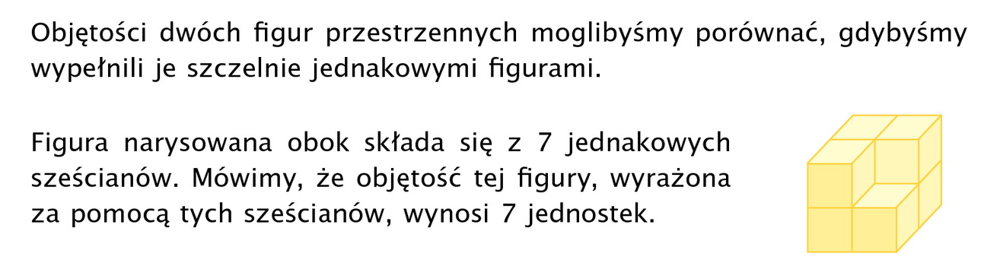 Objętości dwóch figur przestrzennych moglibyśmy porównać, gdybyśmy
wypełnili je szczelnie jednakowymi figurami.
Figura narysowana obok składa się z 7 jednakowych
sześcianów. Mówimy, że objętość tej figury, wyrażona
za pomocą tych sześcianów, wynosi 7 jednostek.